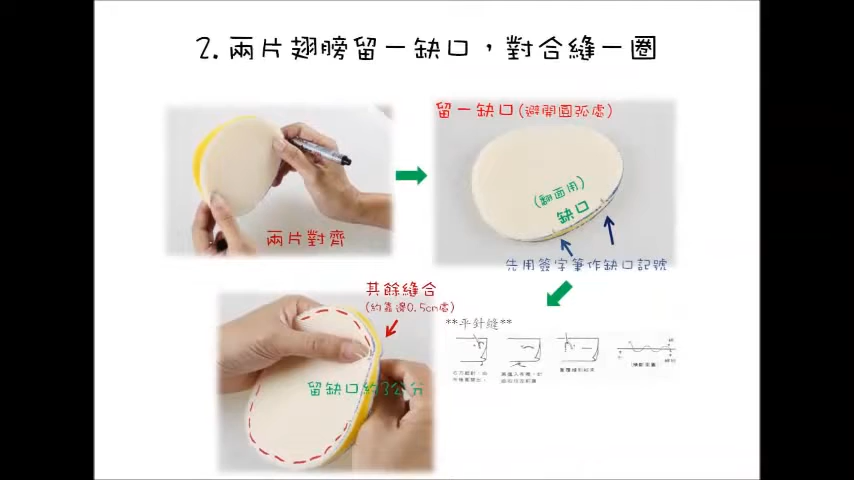 2.兩片翅膀留一缺口，對合縫一圈
留一缺口(避開圓弧處)
(翻面用)
缺口
兩片對齊
先用簽字筆作缺口記號
其餘縫合
(約靠邊0.5cm處)
**平針縫**
留缺口約3公分